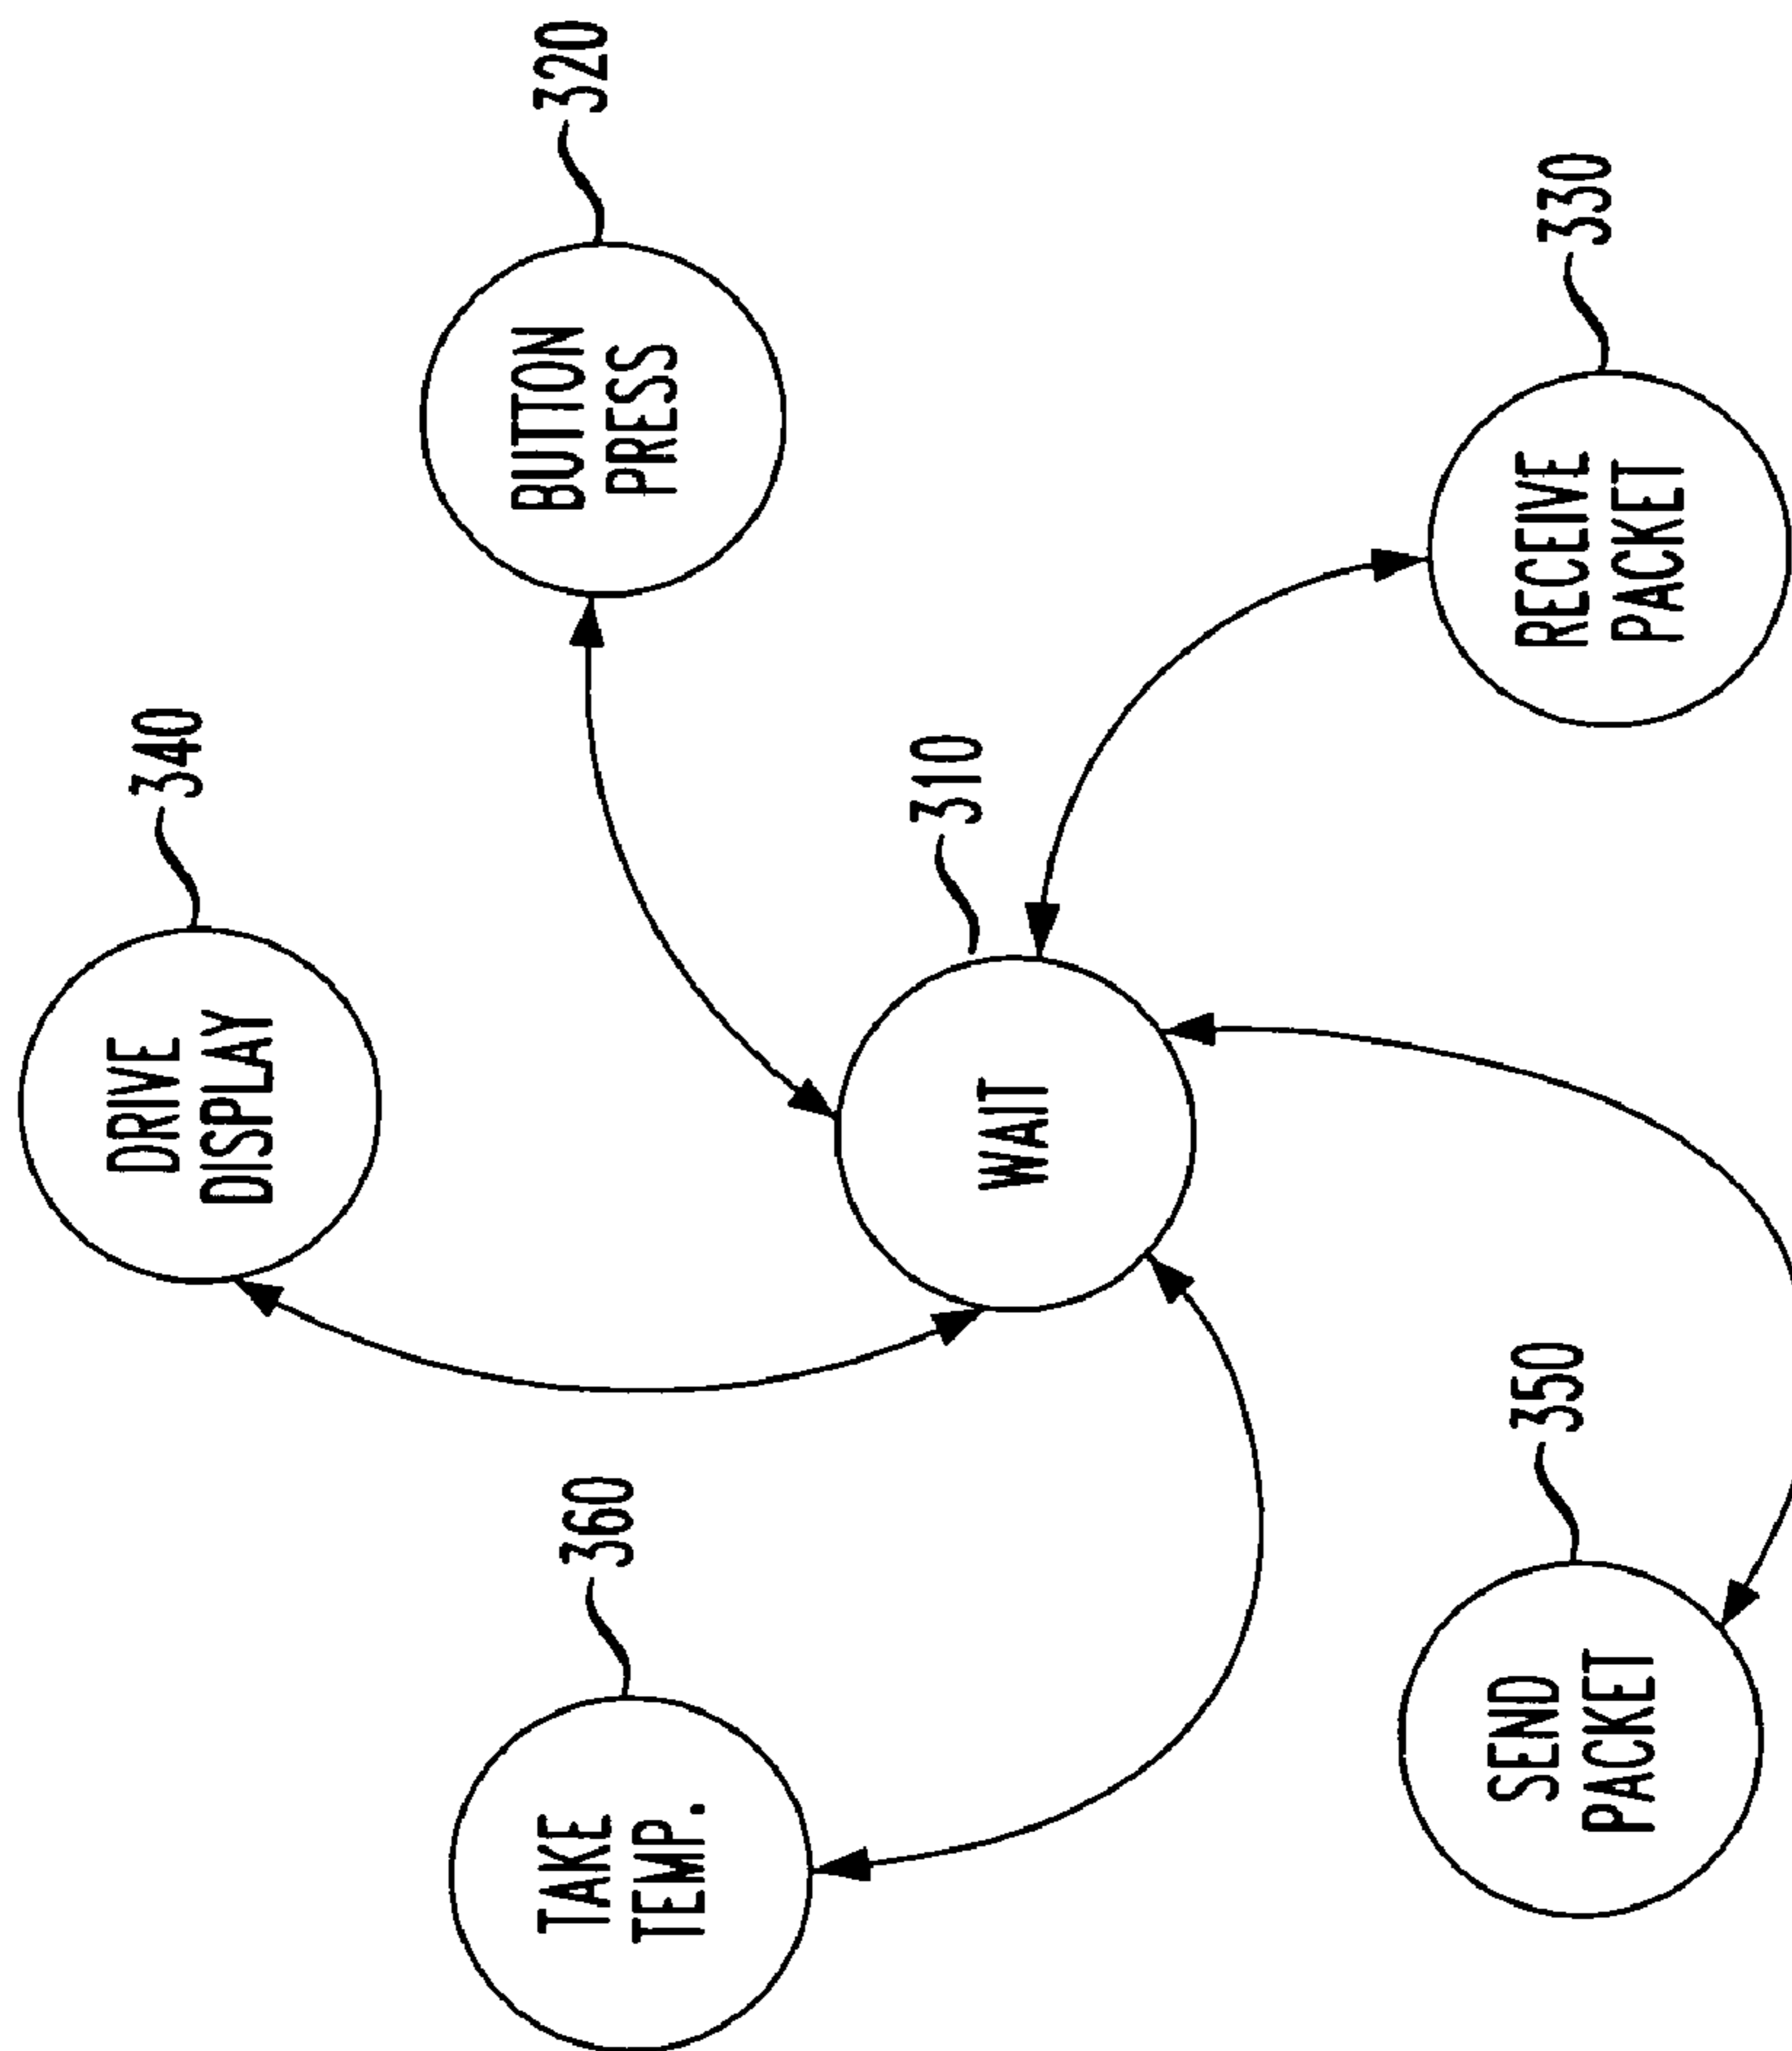 340
DRIVE
DISPLAY
320
BUTTON
PRESS
360
TAKE
TEMP.
310
WAIT
350
SEND
PACKET
330
RECEIVE
PACKET